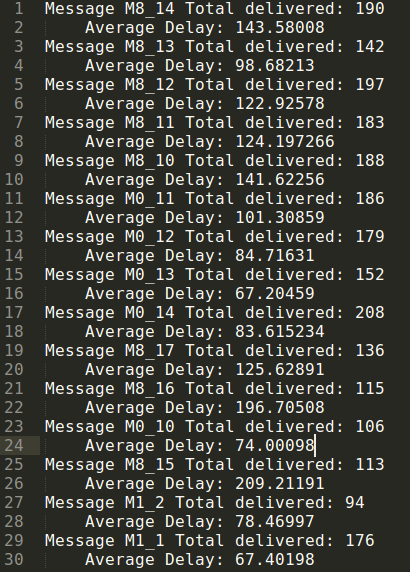 1 Message M8_14 Total delivered: 190
2 Average Delay: 143.58008
3 Message M8_13 Total delivered: 142
4 Average Delay: 98.68213
5 Message M8_12 Total delivered: 197
6 Average Delay: 122.92578
7 Message M8_11 Total delivered: 183
8 Average Delay: 124.197266
9 Message M8_10 Total delivered: 188
10 Average Delay: 141.62256
11 Message M0_11 Total delivered: 186
12 Average Delay: 101.30859
13 Message M0_12 Total delivered: 179
14 Average Delay: 84.71631
15 Message M0_13 Total delivered: 152
16 Average Delay: 67.20459
17 Message M0_14 Total delivered: 208
18 Average Delay: 83.615234
19 Message M8_17 Total delivered: 136
20 Average Delay: 125.62891
21 Message M8_16 Total delivered: 115
22 Average Delay: 196.70508
23 Message M0_10 Total delivered: 106
24 Average Delay: 74.00098
25 Message M8_15 Total delivered: 113
26 Average Delay: 209.21191
27 Message M1_2 Total delivered: 94
28 Average Delay: 78.46997
29 Message M1_1 Total delivered: 176
30 Average Delay: 67.40198